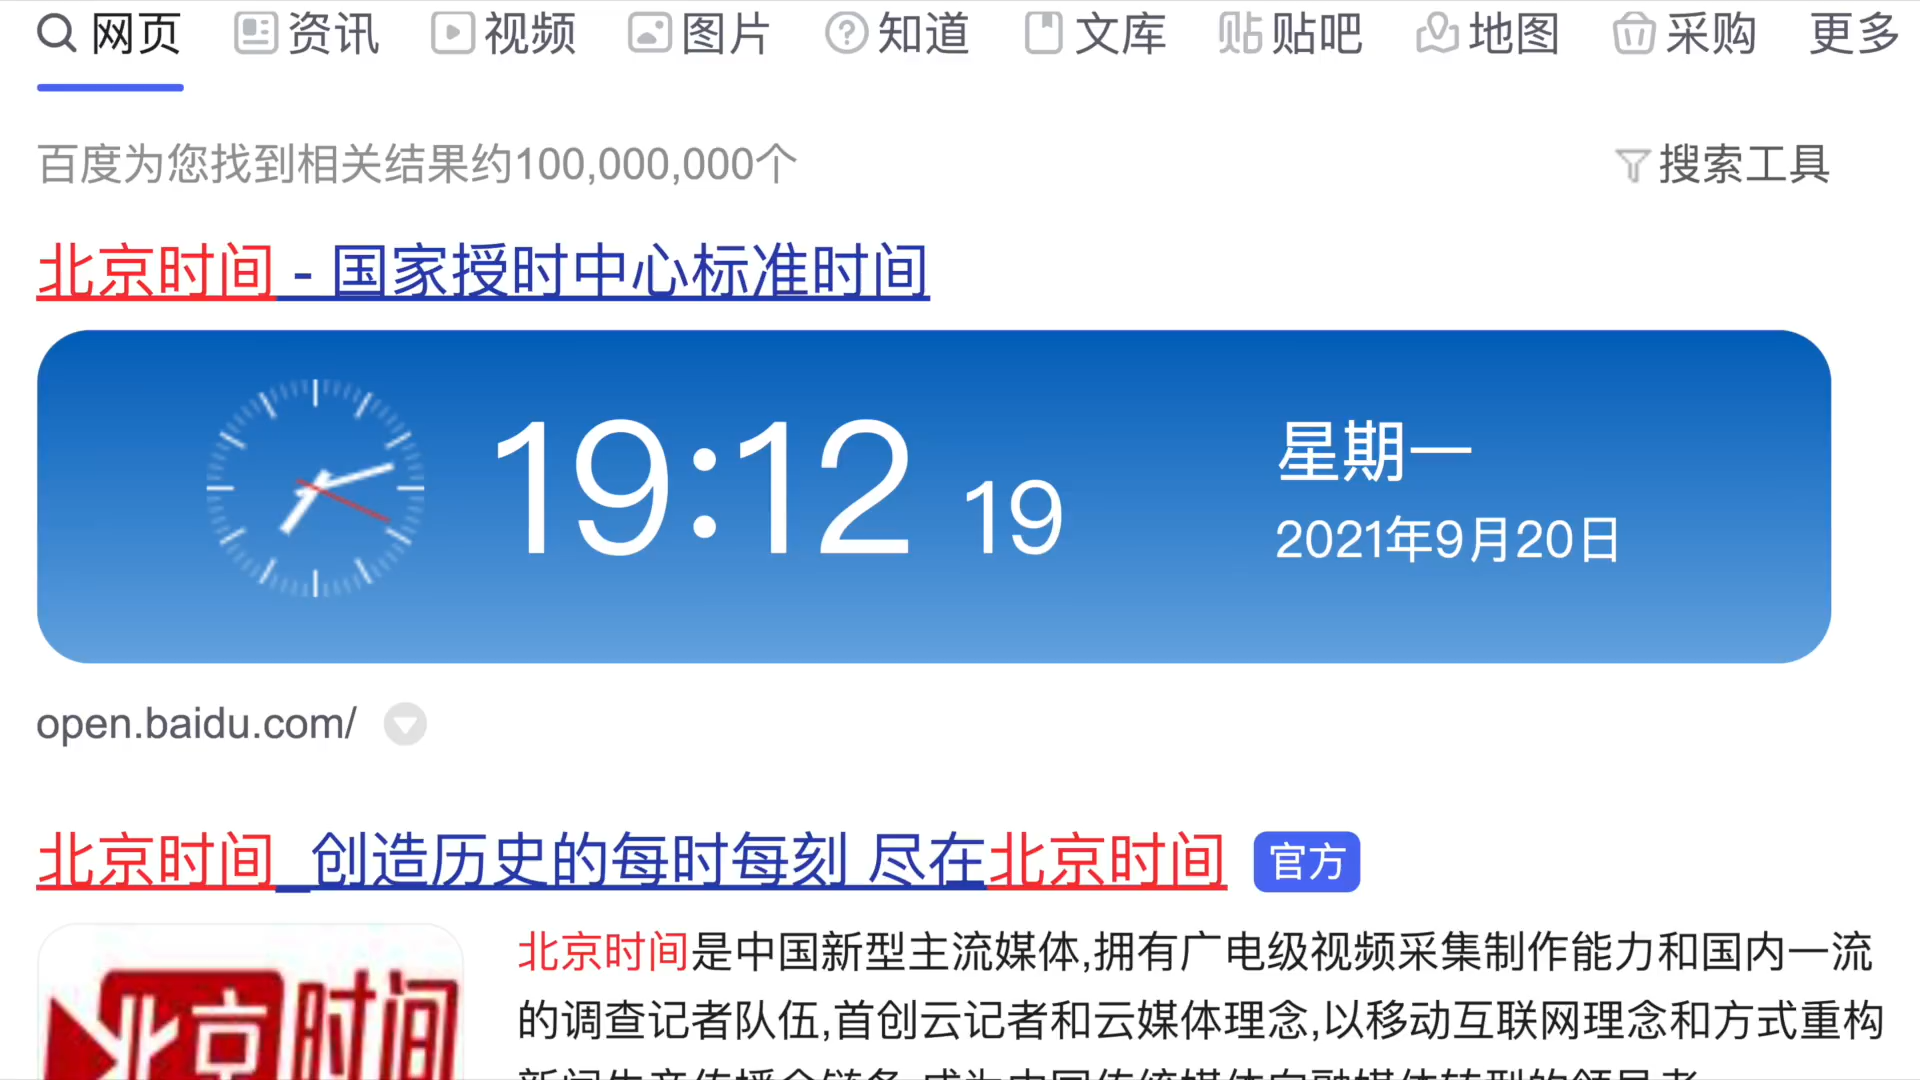 网页 资讯 视频 图片 知道 文库 贴 贴吧 地图 采购 更多
百度为您找到相关结果约100,000,000个
搜索工具
北京时间 - 国家授时中心标准时间
19:12 19
星期一
2021年9月20日
open.baidu.com/
北京时间_创造历史的每时每刻 尽在北京时间 官方
北京时间
北京时间是中国新型主流媒体,拥有广电级视频采集制作能力和国内一流
的调查记者队伍,首创云记者和云媒体理念,以移动互联网理念和方式重构